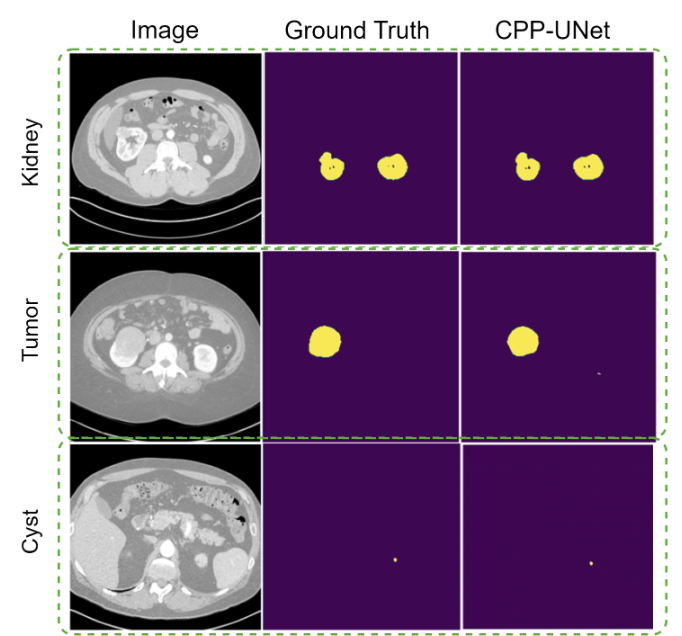 Image Ground Truth CPP-UNet
Kidney
Tumor
Cyst